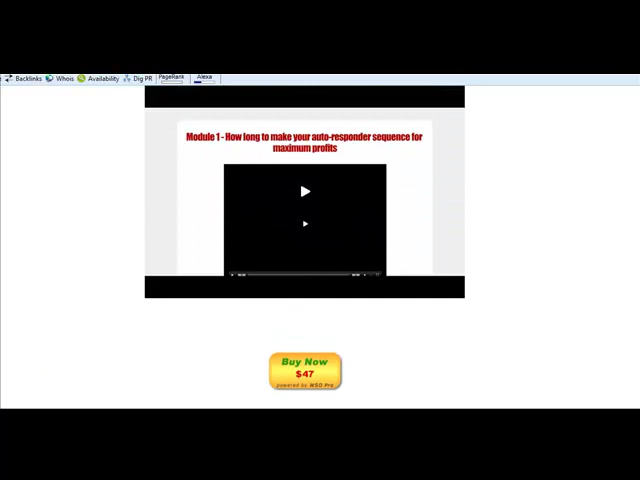 Backlinks Whois Availability Dig PR PageRank Alexa
Module 1 - How long to make your auto-responder sequence for
maximum profits
Buy Now
$47
powered by WSO Pro